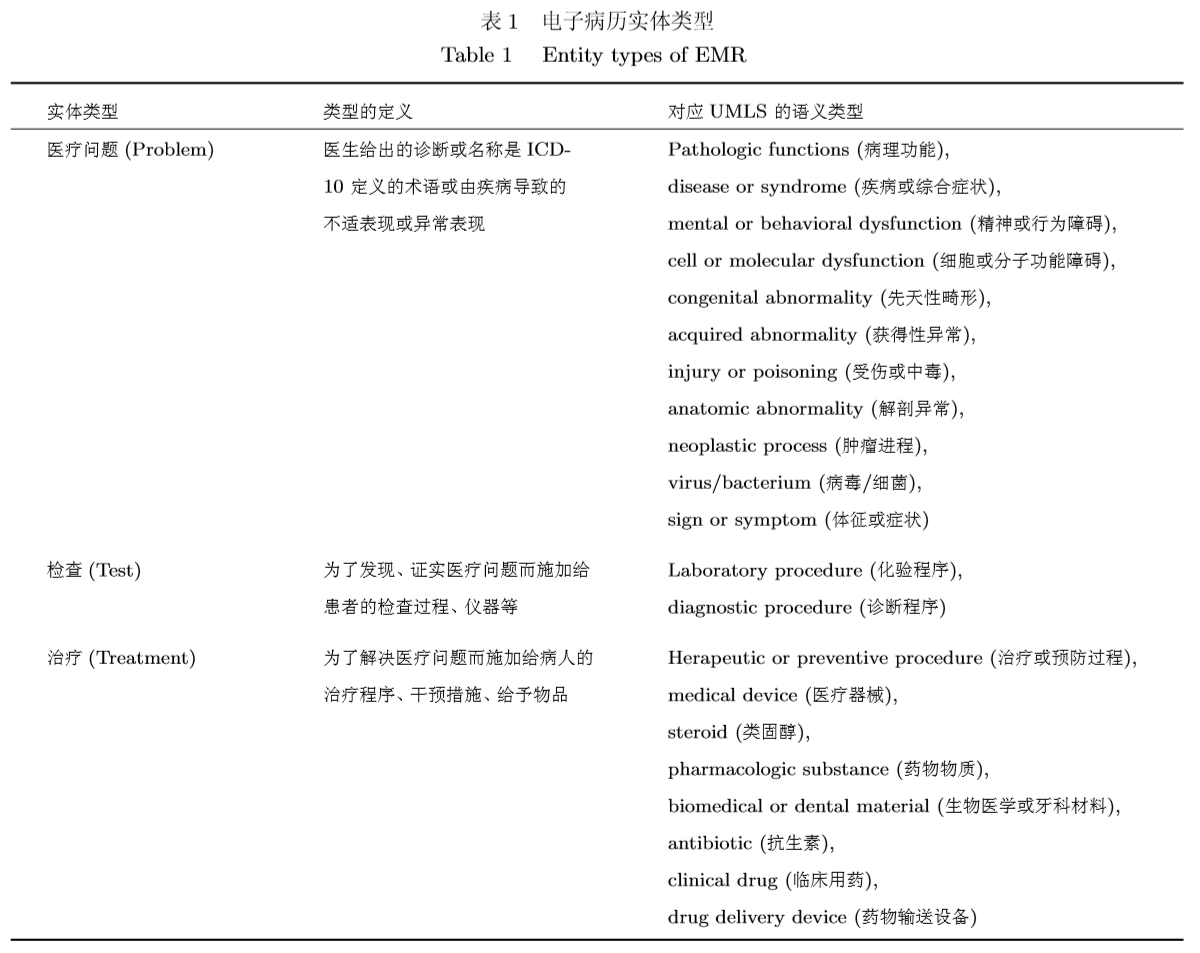 表 1 电子病历实体类型
Table 1 Entity types of EMR
实体类型 类型的定义 对应 UMLS 的语义类型
医疗问题 (Problem) 医生给出的诊断或名称是 ICD- Pathologic functions (病理功能),
10 定义的术语或由疾病导致的 disease or syndrome (疾病或综合症状),
不适表现或异常表现 mental or behavioral dysfunction (精神或行为障碍),
cell or molecular dysfunction (细胞或分子功能障碍),
congenital abnormality (先天性畸形),
acquired abnormality (获得性异常),
injury or poisoning (受伤或中毒),
anatomic abnormality (解剖异常),
neoplastic process (肿瘤进程),
virus/bacterium (病毒/细菌),
sign or symptom (体征或症状)
检查 (Test) 为了发现、证实医疗问题而施加给 Laboratory procedure (化验程序),
患者的检查过程、仪器等 diagnostic procedure (诊断程序)
治疗 (Treatment) 为了解决医疗问题而施加给病人的 Herapeutic or preventive procedure (治疗或预防过程),
治疗程序、干预措施、给予物品 medical device (医疗器械),
steroid (类固醇),
pharmacologic substance (药物物质),
biomedical or dental material (生物医学或牙科材料),
antibiotic (抗生素),
clinical drug (临床用药),
drug delivery device (药物输送设备)